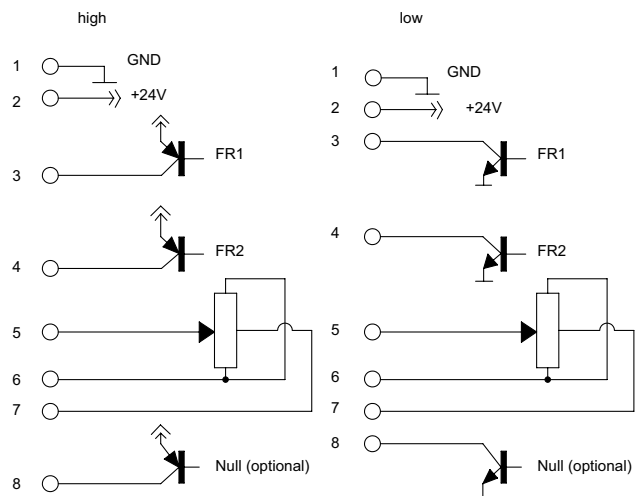 high
1 GND
2 +24V
FR1
3
FR2
4
5
6
7
Null (optional)
8
low
1 GND
2 +24V
3
FR1
4
FR2
5
6
7
8
Null (optional)